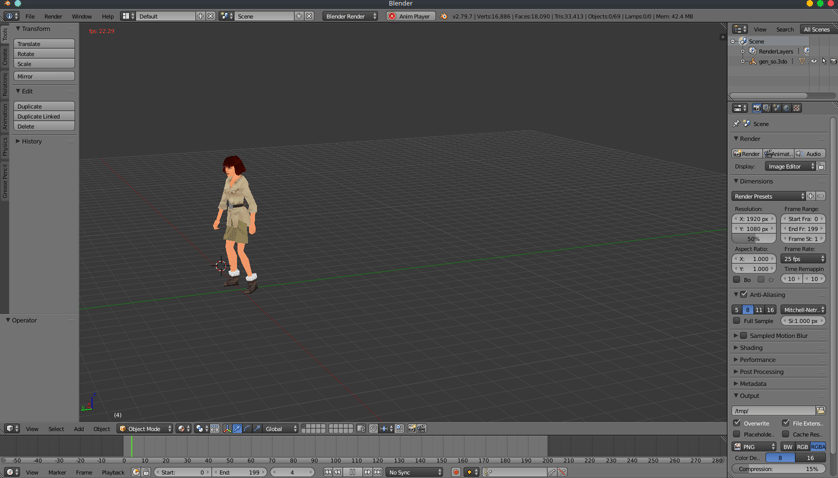 Blender
File Render Window Help Default Scene Blender Render Anim Player v2.79.7 | Verts:16,886 | Faces:18,090 | Tris:33,413 | Objects:0/69 | Lamps:0/0 | Mem: 42.4 MB
fps: 22.29
Tools
Create
Relations
Animation
Physics
Grease Pencil
Transform
Translate
Rotate
Scale
Mirror
Edit
Duplicate
Duplicate Linked
Delete
History
Operator
(4)
View Select Add Object Object Mode Global
-50 -40 -30 -20 -10 0 10 20 30 40 50 60 70 80 90 100 110 120 130 140 150 160 170 180 190 200 210 220 230 240 250 260 270 280
View Marker Frame Playback Start: 0 End: 199 4 No Sync
View Search All Scenes
Scene
RenderLayers
gen_so.3do
Scene
Render
Render Animat Audio
Display: Image Editor
Dimensions
Render Presets
Resolution: Frame Range:
X: 1920 px Start Fra: 0
Y: 1080 px End Fr: 199
50% Frame St: 1
Aspect Ratio: Frame Rate:
X: 1.000 25 fps
Y: 1.000 Time Remappin
Bo 10 10
Anti-Aliasing
5 8 11 16 Mitchell-Netr
Full Sample Si:1.000 px
Sampled Motion Blur
Shading
Performance
Post Processing
Metadata
Output
/tmp/
Overwrite File Extens..
Placeholde.. Cache Res..
PNG BW RGB RGBA
Color De.. 8 16
Compression: 15%